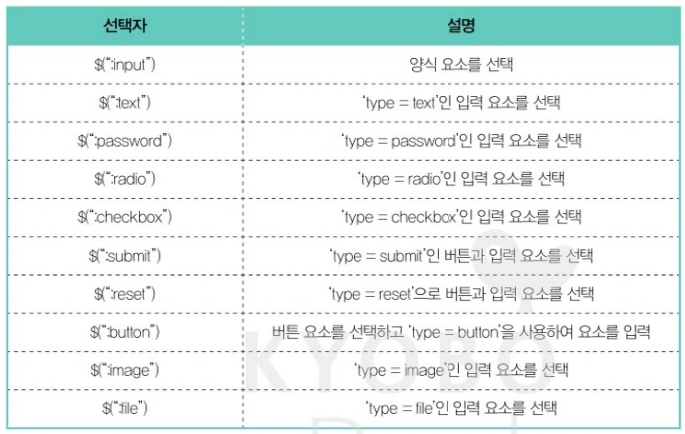 선택자 설명
$(“:input”) 양식 요소를 선택
$(“:text”) ‘type = text’인 입력 요소를 선택
$(“:password”) ‘type = password’인 입력 요소를 선택
$(“:radio”) ‘type = radio’인 입력 요소를 선택
$(“:checkbox”) ‘type = checkbox’인 입력 요소를 선택
$(“:submit”) ‘type = submit’인 버튼과 입력 요소를 선택
$(“:reset”) ‘type = reset’으로 버튼과 입력 요소를 선택
$(“:button”) 버튼 요소를 선택하고 ‘type = button’을 사용하여 요소를 입력
$(“:image”) ‘type = image’인 입력 요소를 선택
KYOBO
$(“:file”) ‘type = file’인 입력 요소를 선택